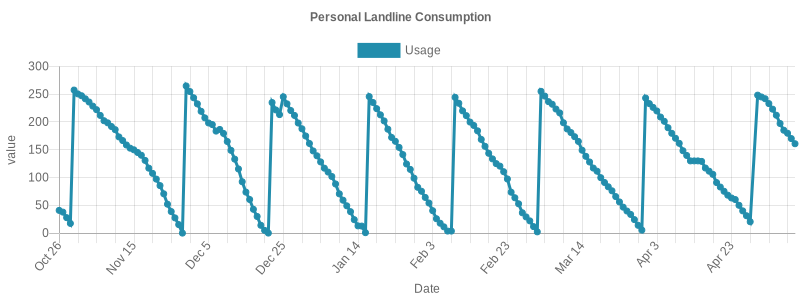 Personal Landline Consumption
Usage
300
250
200
150
100
50
0
value
Oct 26
Nov 15
Dec 5
Dec 25
Jan 14
Feb 3
Feb 23
Mar 14
Apr 3
Apr 23
Date